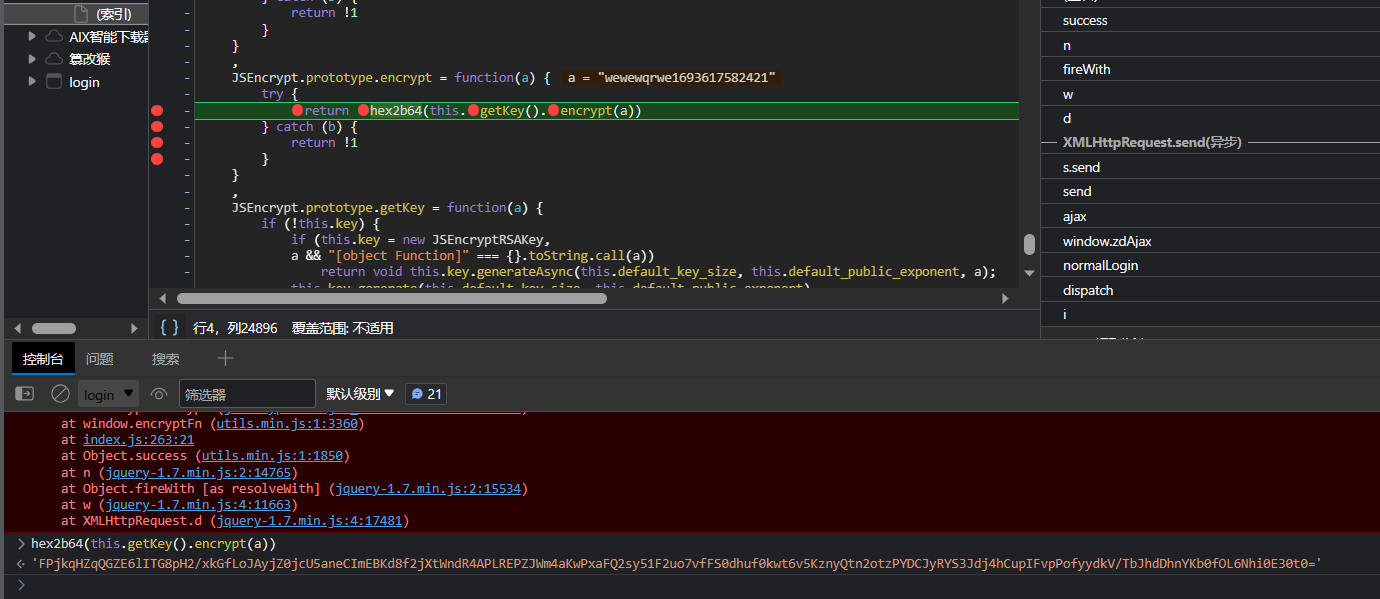 (索引)
AIX智能下载
篡改猴
login
return !1
}
}
,
JSEncrypt.prototype.encrypt = function(a) { a = "wewewqrwe1693617582421"
try {
return hex2b64(this.getKey().encrypt(a))
} catch (b) {
return !1
}
}
,
JSEncrypt.prototype.getKey = function(a) {
if (!this.key) {
if (this.key = new JSEncryptRSAKey,
a && "[object Function]" === {}.toString.call(a))
return void this.key.generateAsync(this.default_key_size, this.default_public_exponent, a);
this.key.generate(this.default_key_size, this.default_public_exponent)
success
n
fireWith
w
d
XMLHttpRequest.send(异步)
s.send
send
ajax
window.zdAjax
normalLogin
dispatch
i
{ } 行4，列24896 覆盖范围: 不适用
控制台 问题 搜索
login 筛选器 默认级别 21
at window.encryptFn (utils.min.js:1:3360)
at index.js:263:21
at Object.success (utils.min.js:1:1850)
at n (jquery-1.7.min.js:2:14765)
at Object.fireWith [as resolveWith] (jquery-1.7.min.js:2:15534)
at w (jquery-1.7.min.js:4:11663)
at XMLHttpRequest.d (jquery-1.7.min.js:4:17481)
> hex2b64(this.getKey().encrypt(a))
'FPjkqHZqQGZE6lITG8pH2/xkGfLoJAyjZ0jcU5aneCImEBKd8f2jXtWndR4APLREPZJWm4aKwPxaFQ2sy51F2uo7vfFS0dhuf0kwt6v5KznyQtn2otzPYDCJyRYS3Jdj4hCupIFvpPofyydkV/TbJhdDhnYKb0fOL6Nhi0E30t0='
>